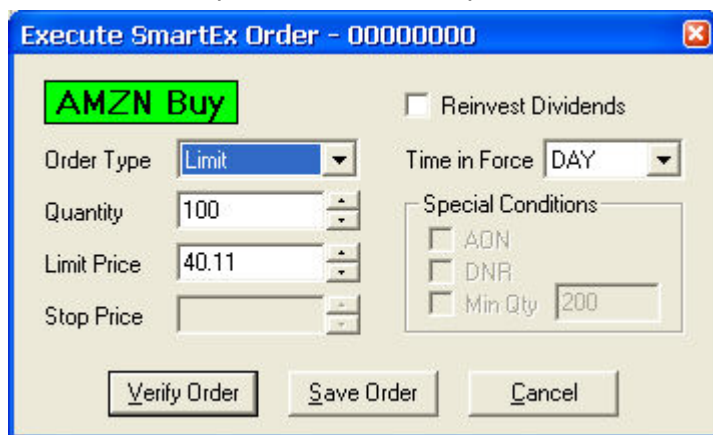 Execute SmartEx Order - 00000000
AMZN Buy
Reinvest Dividends
Order Type Limit
Time in Force DAY
Quantity 100
Special Conditions
AON
Limit Price 40.11
DNR
Min Qty 200
Stop Price
Verify Order Save Order Cancel